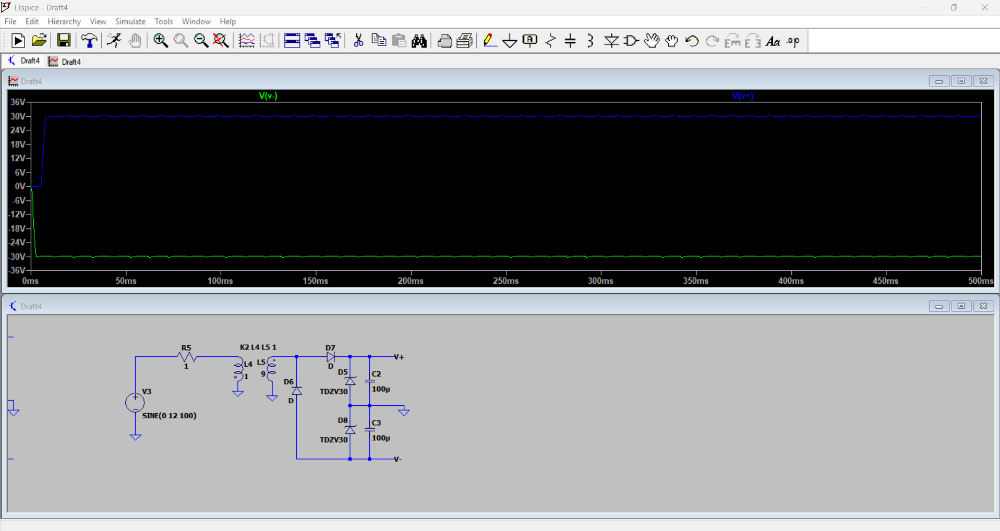 LTspice - Draft4
File Edit Hierarchy View Simulate Tools Window Help
A Aa .op
Draft4 Draft4
Draft4
V(v-) V(v+)
36V
30V
24V
18V
12V
6V
0V
-6V
-12V
-18V
-24V
-30V
-36V
0ms 50ms 100ms 150ms 200ms 250ms 300ms 350ms 400ms 450ms 500ms
Draft4
R5 K2 L4 L5 1 D7
V+
L4 L5
1 D
D5 C2
1 9
D6
V3 TDZV30 100µ
D
SINE(0 12 100)
D8 C3
TDZV30 100µ
V-